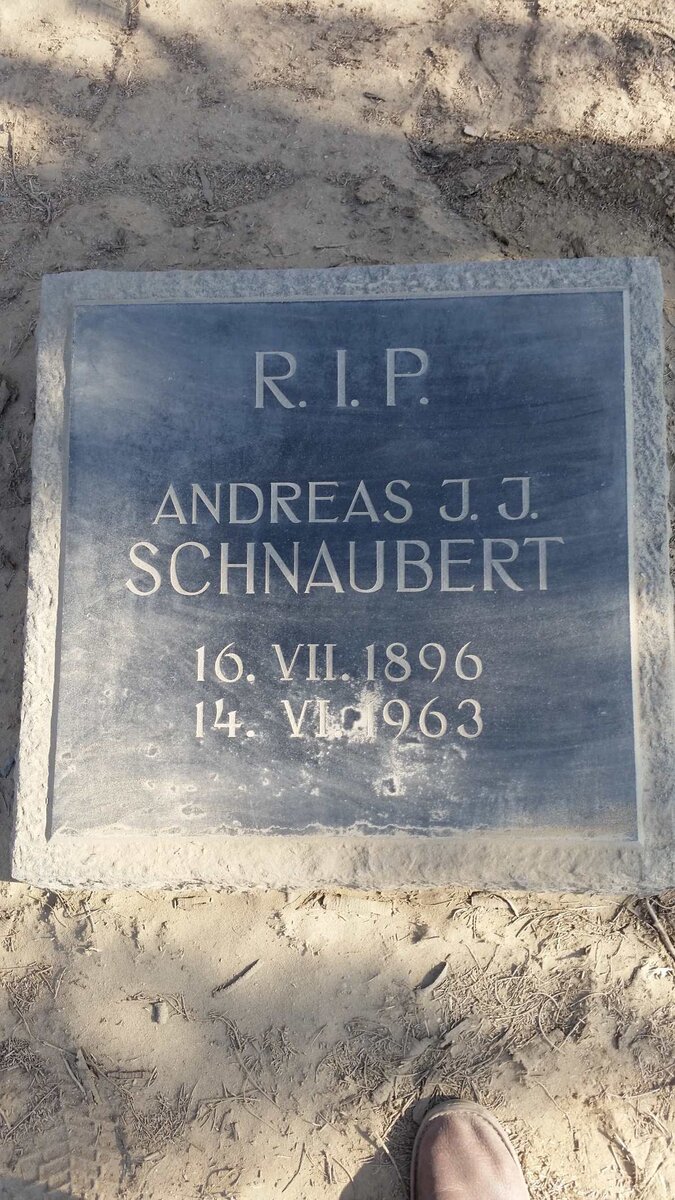 R. I. P.
ANDREAS J. J.
SCHNAUBERT
16. VII. 1896
14. VI. 1963